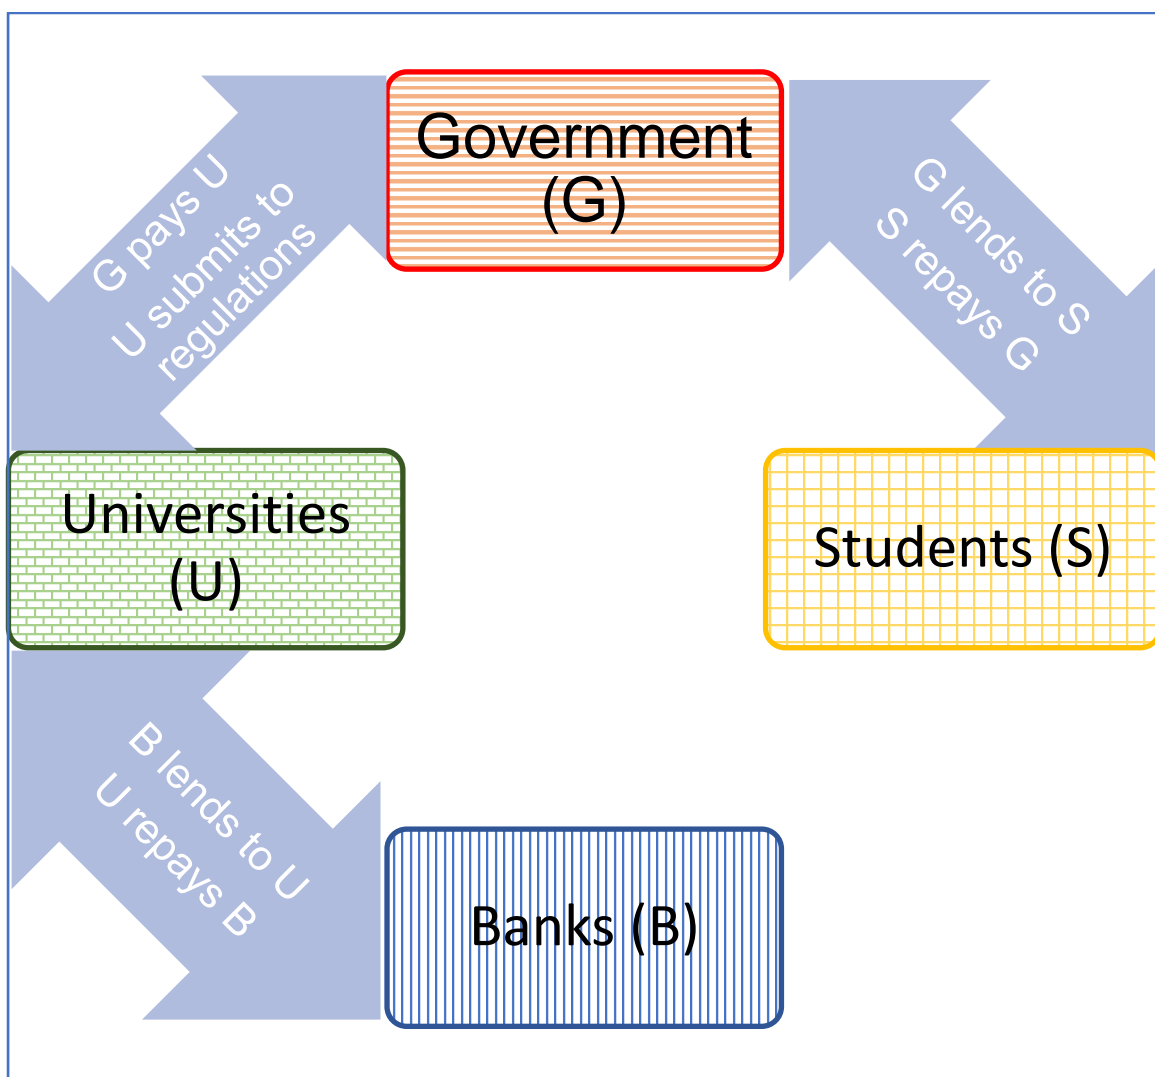 Government
(G)
G pays U
U submits to
regulations
G lends to S
S repays G
Universities
(U)
Students (S)
B lends to U
U repays B
Banks (B)